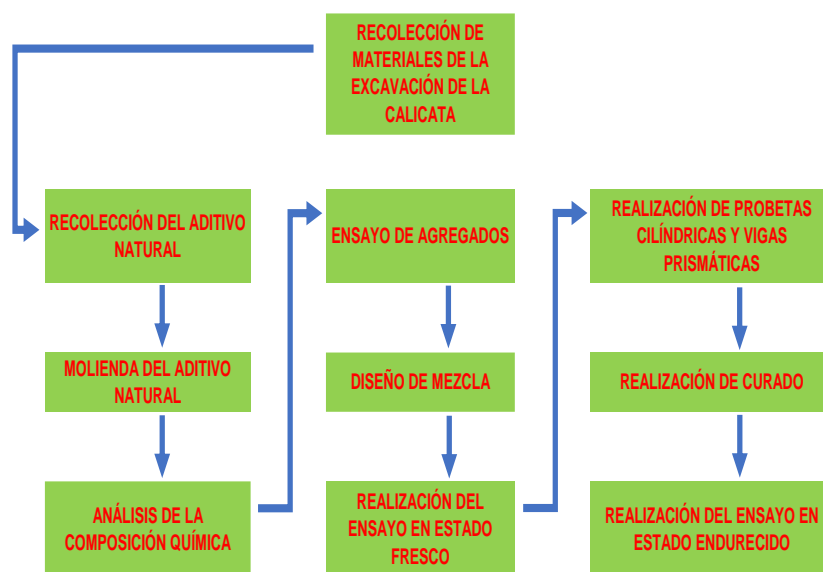 RECOLECCIÓN DE
MATERIALES DE LA
EXCAVACIÓN DE LA
CALICATA
RECOLECCIÓN DEL ADITIVO
NATURAL
MOLIENDA DEL ADITIVO
NATURAL
ANÁLISIS DE LA
COMPOSICIÓN QUÍMICA
ENSAYO DE AGREGADOS
DISEÑO DE MEZCLA
REALIZACIÓN DEL
ENSAYO EN ESTADO
FRESCO
REALIZACIÓN DE PROBETAS
CILÍNDRICAS Y VIGAS
PRISMÁTICAS
REALIZACIÓN DE CURADO
REALIZACIÓN DEL ENSAYO EN
ESTADO ENDURECIDO